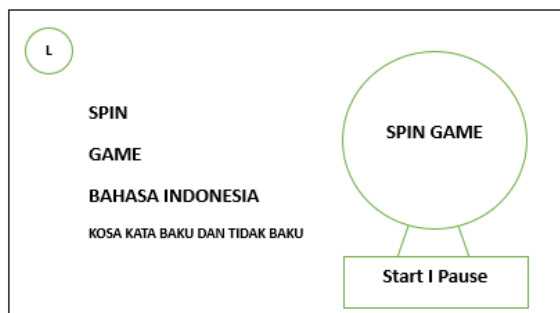 L
SPIN
GAME
BAHASA INDONESIA
KOSA KATA BAKU DAN TIDAK BAKU
SPIN GAME
Start I Pause